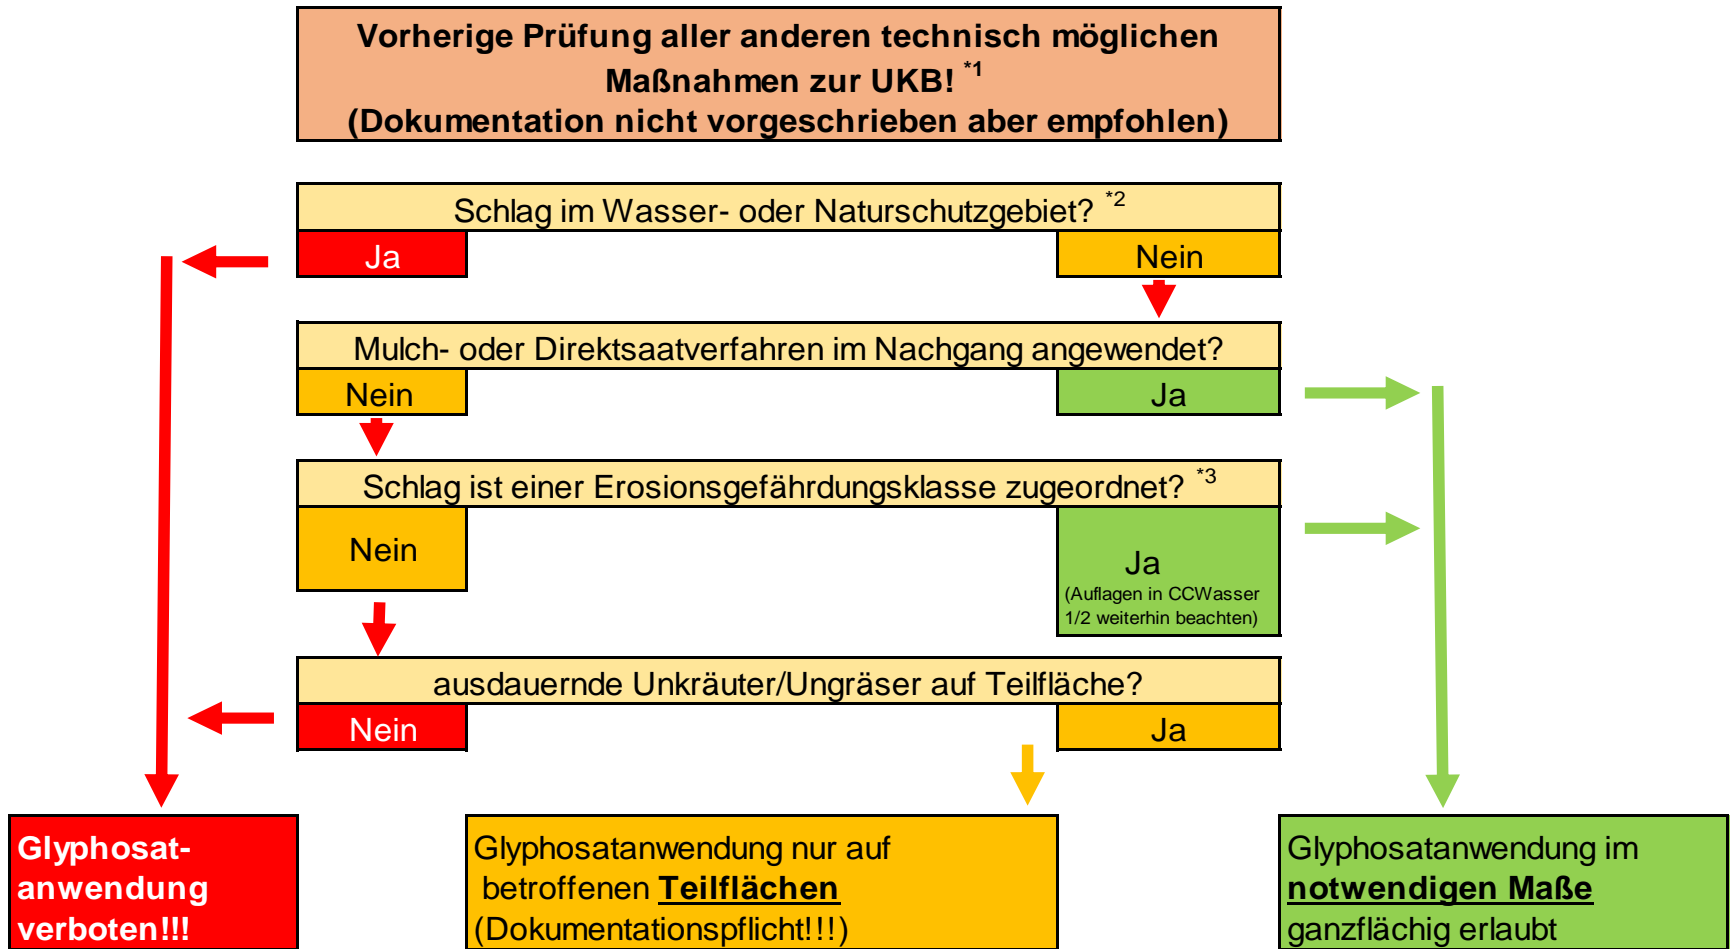 Vorherige Prüfung aller anderen technisch möglichen
Maßnahmen zur UKB! *1
(Dokumentation nicht vorgeschrieben aber empfohlen)
Schlag im Wasser- oder Naturschutzgebiet? *2
Ja
Nein
Mulch- oder Direktsaatverfahren im Nachgang angewendet?
Nein
Ja
Schlag ist einer Erosionsgefährdungsklasse zugeordnet? *3
Nein
Ja
(Auflagen in CCWasser
1/2 weiterhin beachten)
ausdauernde Unkräuter/Ungräser auf Teilfläche?
Nein
Ja
Glyphosat-
anwendung
verboten!!!
Glyphosatanwendung nur auf
betroffenen Teilflächen
(Dokumentationspflicht!!!)
Glyphosatanwendung im
notwendigen Maße
ganzflächig erlaubt